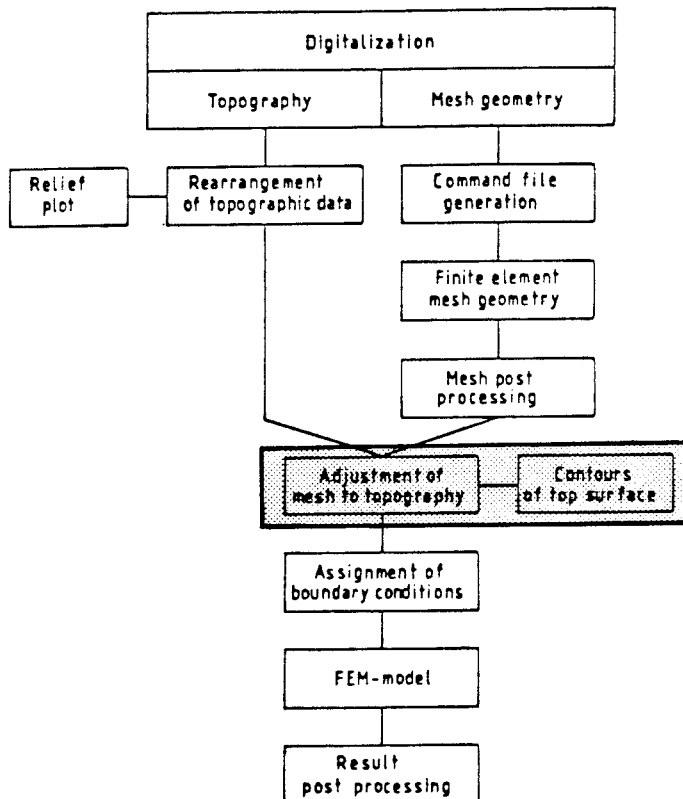 Digitalization
Topography
Mesh geometry
Relief
plot
Rearrangement
of topographic data
Command file
generation
Finite element
mesh geometry
Mesh post
processing
Adjustment of
mesh to topography
Contours
of top surface
Assignment of
boundary conditions
FEM-model
Result
post processing